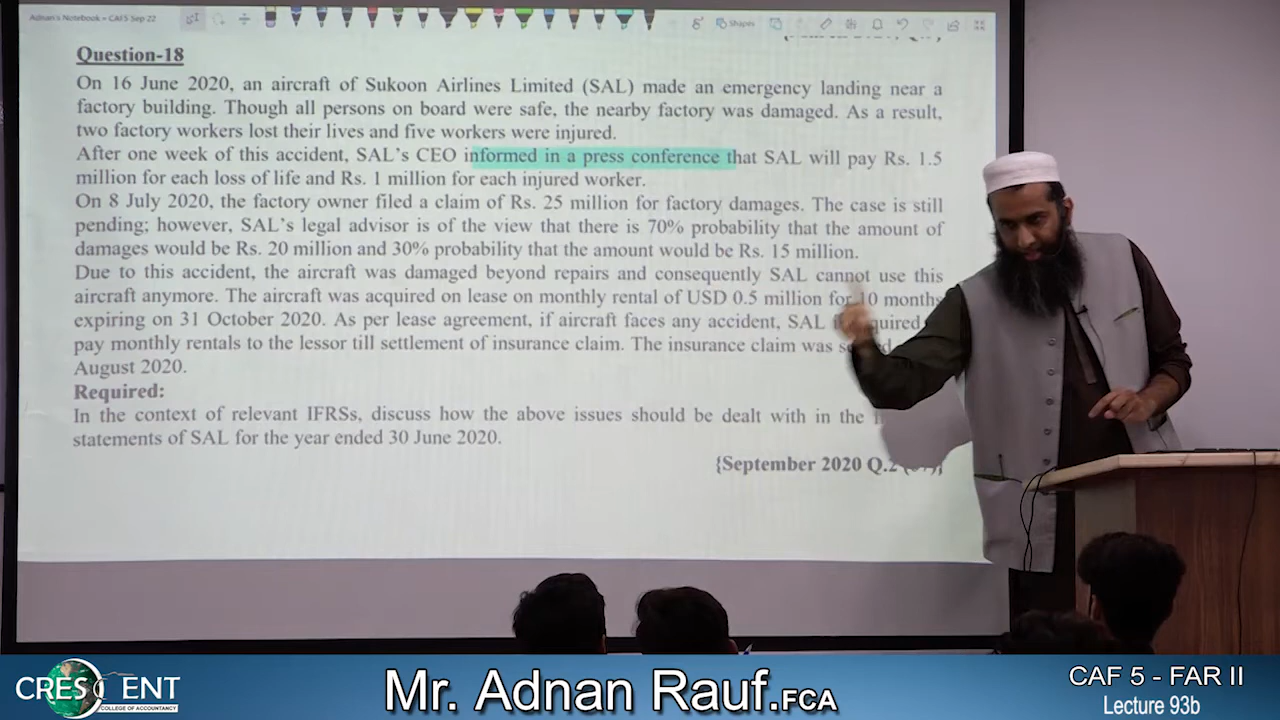 Adnan's Notebook - CAF5 Sep 22
Shapes
Question-18
On 16 June 2020, an aircraft of Sukoon Airlines Limited (SAL) made an emergency landing near a
factory building. Though all persons on board were safe, the nearby factory was damaged. As a result,
two factory workers lost their lives and five workers were injured.
After one week of this accident, SAL's CEO informed in a press conference that SAL will pay Rs. 1.5
million for each loss of life and Rs. 1 million for each injured worker.
On 8 July 2020, the factory owner filed a claim of Rs. 25 million for factory damages. The case is still
pending; however, SAL's legal advisor is of the view that there is 70% probability that the amount of
damages would be Rs. 20 million and 30% probability that the amount would be Rs. 15 million.
Due to this accident, the aircraft was damaged beyond repairs and consequently SAL cannot use this
aircraft anymore. The aircraft was acquired on lease on monthly rental of USD 0.5 million for 10 months
expiring on 31 October 2020. As per lease agreement, if aircraft faces any accident, SAL
pay monthly rentals to the lessor till settlement of insurance claim. The insurance claim was
August 2020.
Required:
In the context of relevant IFRSs, discuss how the above issues should be dealt with in the
statements of SAL for the year ended 30 June 2020.
{September 2020 Q.2
CRESCENT
COLLEGE OF ACCOUNTANCY
Mr. Adnan Rauf.FCA
CAF 5 - FAR II
Lecture 93b